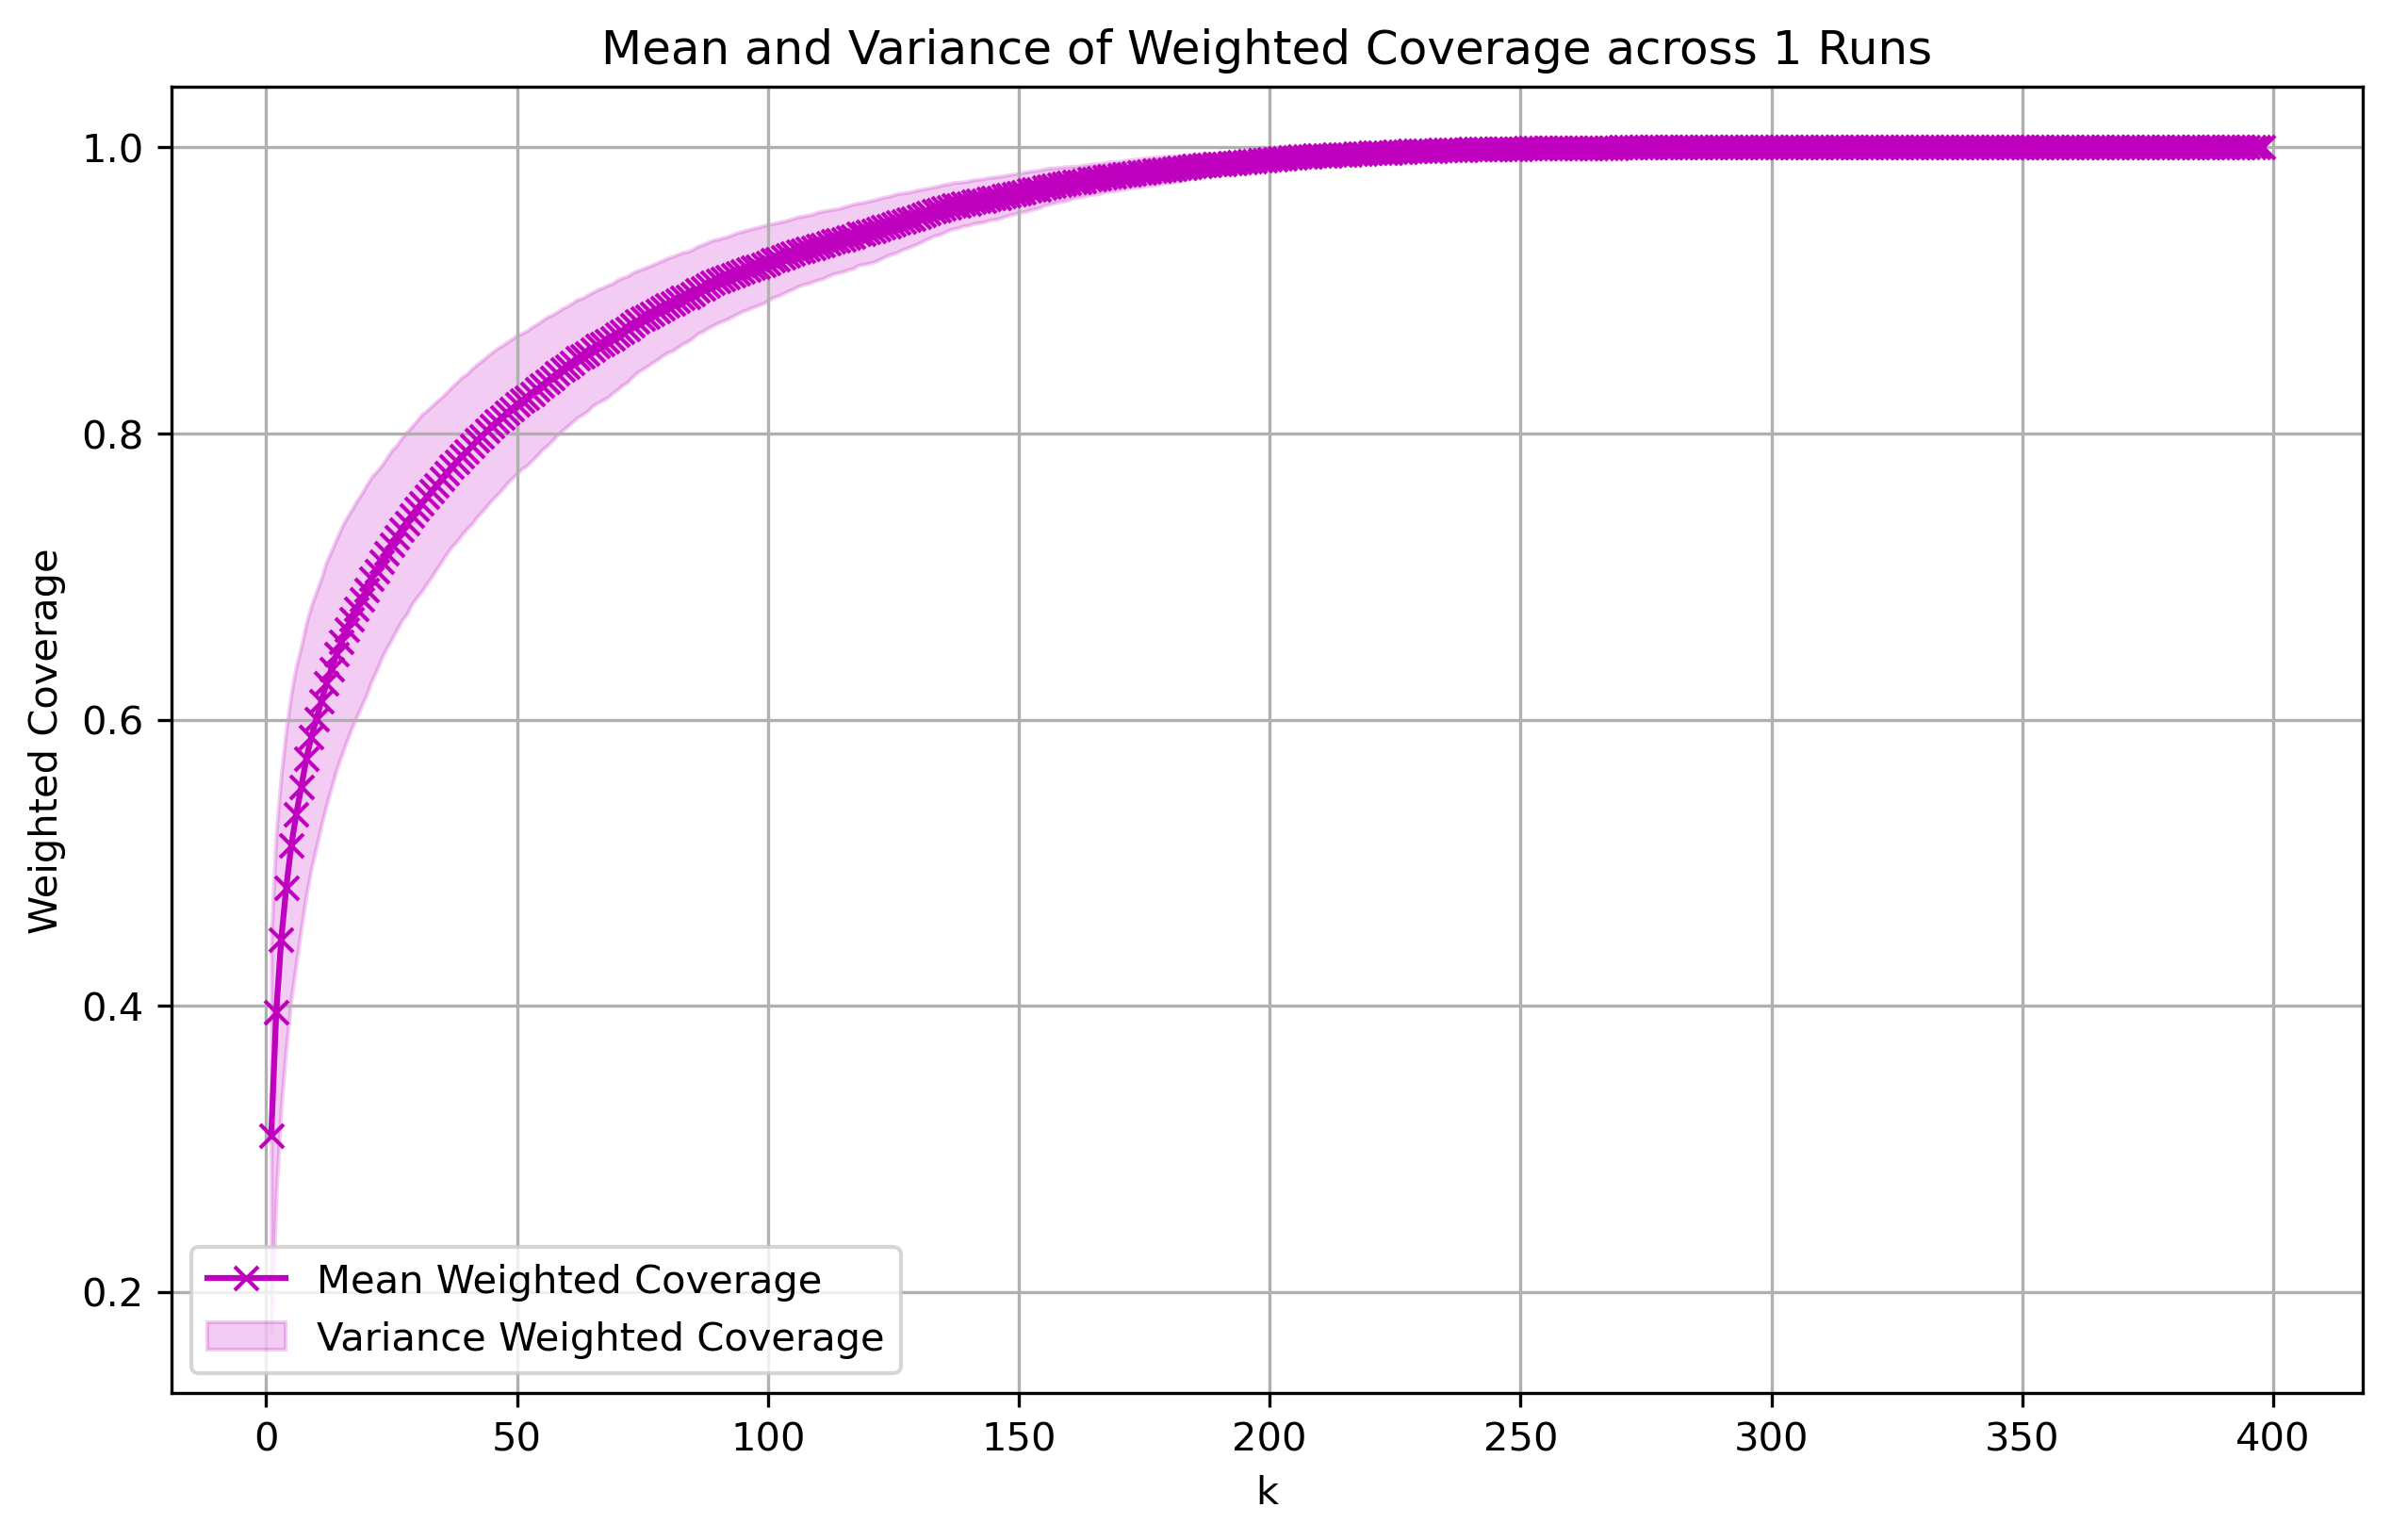 Mean and Variance of Weighted Coverage across 1 Runs
Weighted Coverage
1.0
0.8
0.6
0.4
0.2
Mean Weighted Coverage
Variance Weighted Coverage
0 50 100 150 200 250 300 350 400
k